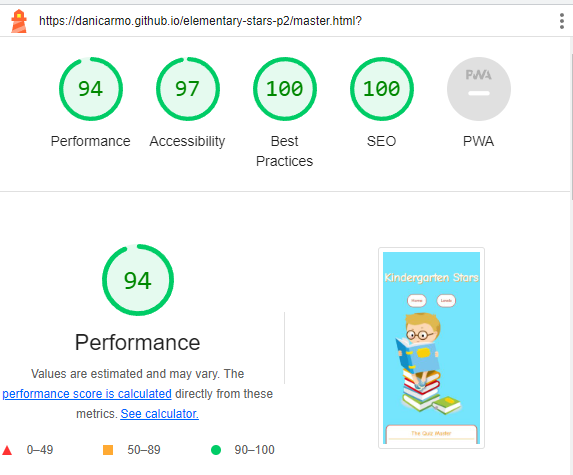 https://danicarmo.github.io/elementary-stars-p2/master.html?
94
97
100
100
PWA
Performance
Accessibility
Best
Practices
SEO
PWA
94
Performance
Values are estimated and may vary. The
performance score is calculated directly from these
metrics. See calculator.
0–49
50–89
90–100
Kindergarten Stars
Home
Levels
The Quiz Master